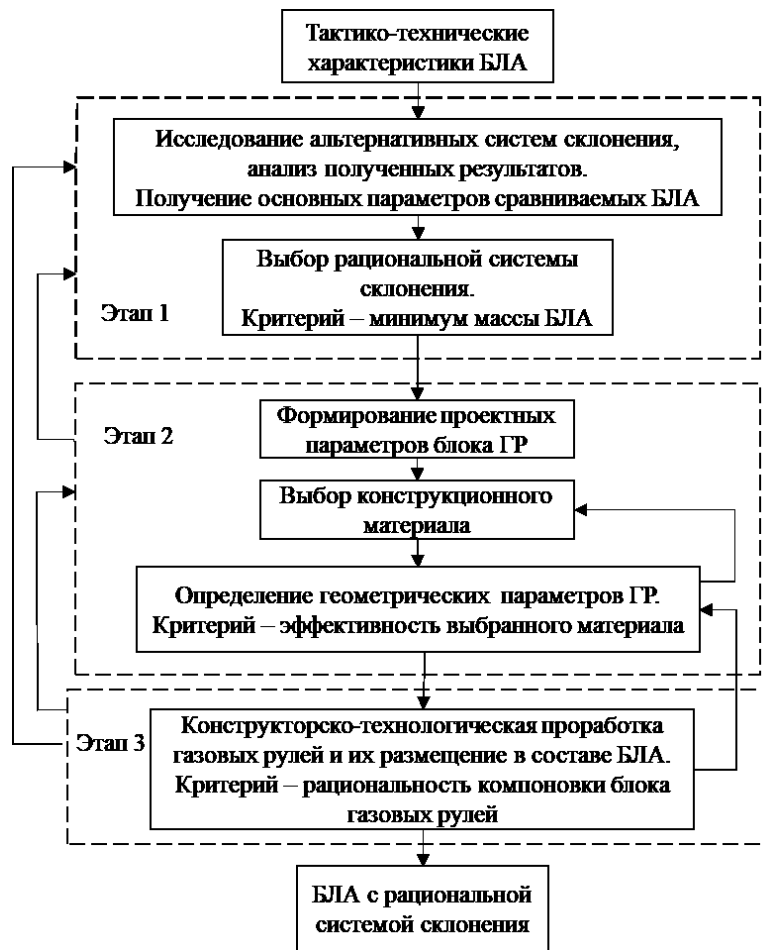 Тактико-технические
характеристики БЛА
Исследование альтернативных систем склонения,
анализ полученных результатов.
Получение основных параметров сравниваемых БЛА
Выбор рациональной системы
склонения.
Критерий – минимум массы БЛА
Этап 1
Формирование проектных
параметров блока ГР
Этап 2
Выбор конструкционного
материала
Определение геометрических параметров ГР.
Критерий – эффективность выбранного материала
Конструкторско-технологическая проработка
газовых рулей и их размещение в составе БЛА.
Критерий – рациональность компоновки блока
газовых рулей
Этап 3
БЛА с рациональной
системой склонения